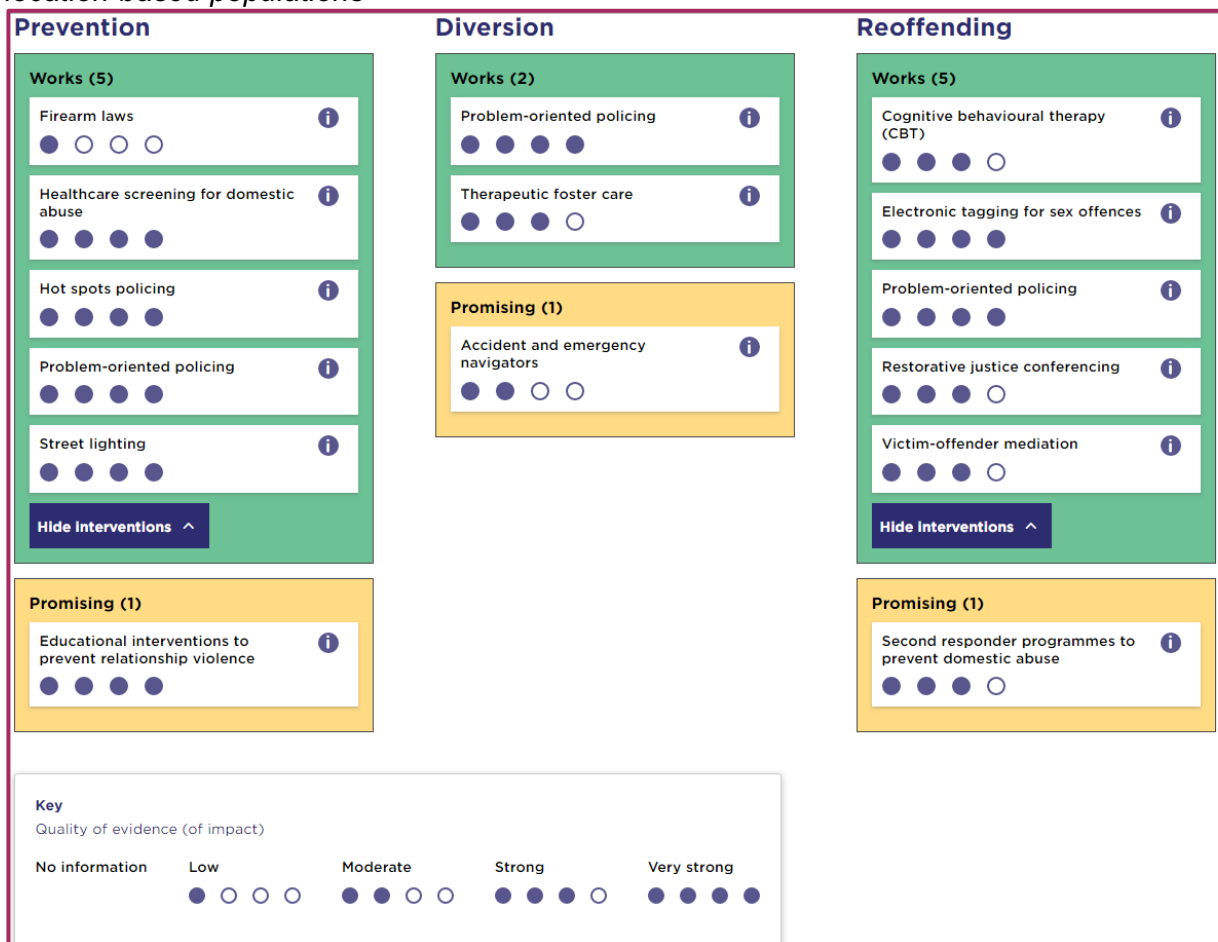 location-based populations
Prevention
Works (5)
Firearm laws
Healthcare screening for domestic
abuse
Hot spots policing
Problem-oriented policing
Street lighting
Hide interventions
Promising (1)
Educational interventions to
prevent relationship violence
Diversion
Works (2)
Problem-oriented policing
Therapeutic foster care
Promising (1)
Accident and emergency
navigators
Reoffending
Works (5)
Cognitive behavioural therapy
(CBT)
Electronic tagging for sex offences
Problem-oriented policing
Restorative justice conferencing
Victim-offender mediation
Hide interventions
Promising (1)
Second responder programmes to
prevent domestic abuse
Key
Quality of evidence (of impact)
No information Low Moderate Strong Very strong